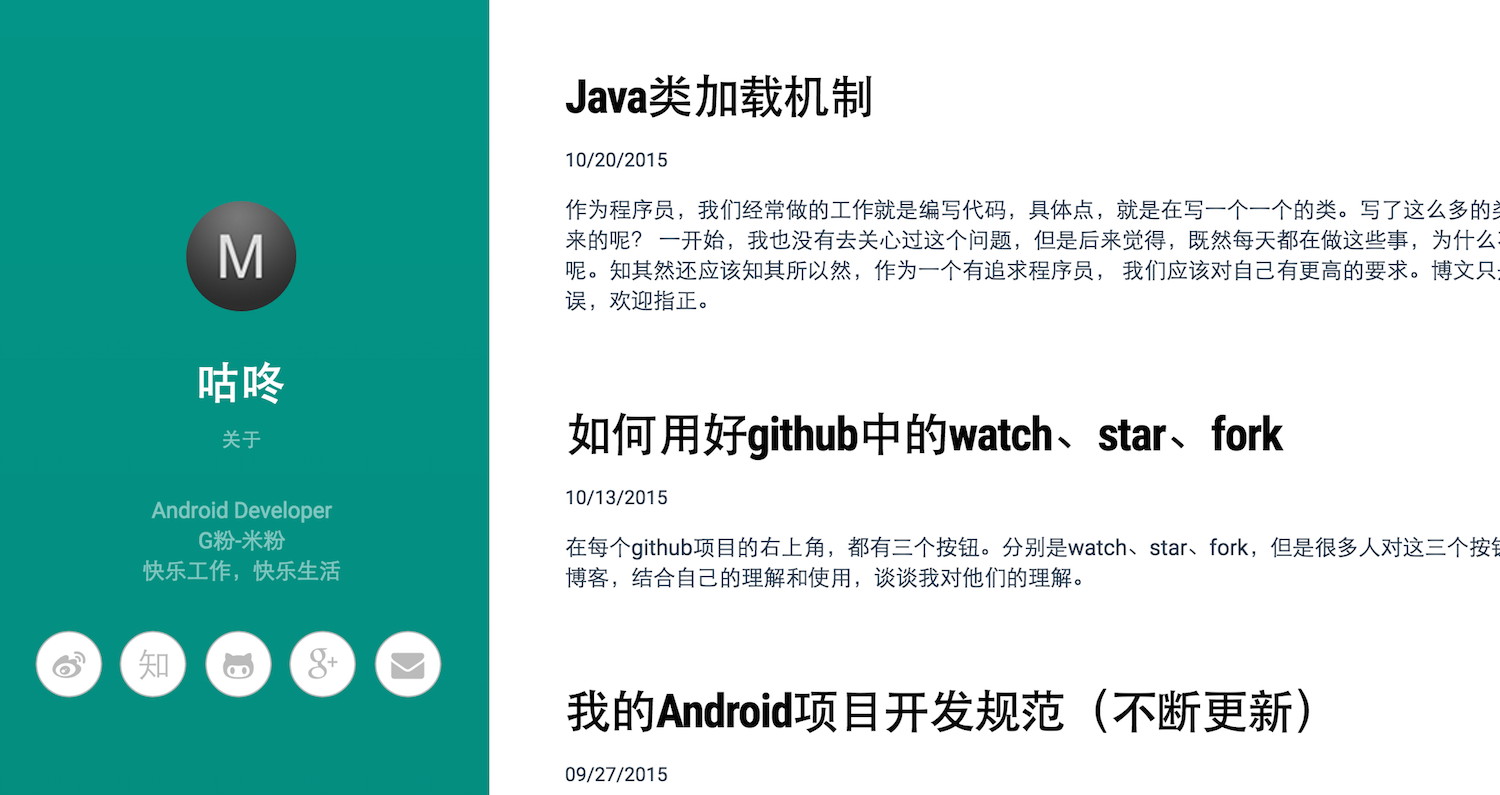 M
咕咚
关于
Android Developer
G粉-米粉
快乐工作，快乐生活
知
g+
Java类加载机制
10/20/2015
作为程序员，我们经常做的工作就是编写代码，具体点，就是在写一个一个的类。写了这么多的
来的呢？ 一开始，我也没有去关心过这个问题，但是后来觉得，既然每天都在做这些事，为什么
呢。知其然还应该知其所以然，作为一个有追求程序员， 我们应该对自己有更高的要求。博文只
误，欢迎指正。
如何用好github中的watch、star、fork
10/13/2015
在每个github项目的右上角，都有三个按钮。分别是watch、star、fork，但是很多人对这三个按
博客，结合自己的理解和使用，谈谈我对他们的理解。
我的Android项目开发规范（不断更新）
09/27/2015